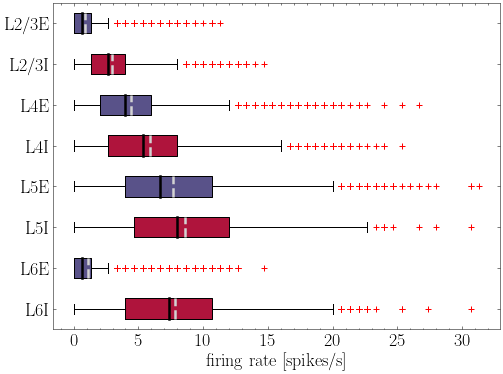 L2/3E
L2/3I
L4E
L4I
L5E
L5I
L6E
L6I
0 5 10 15 20 25 30
firing rate [spikes/s]